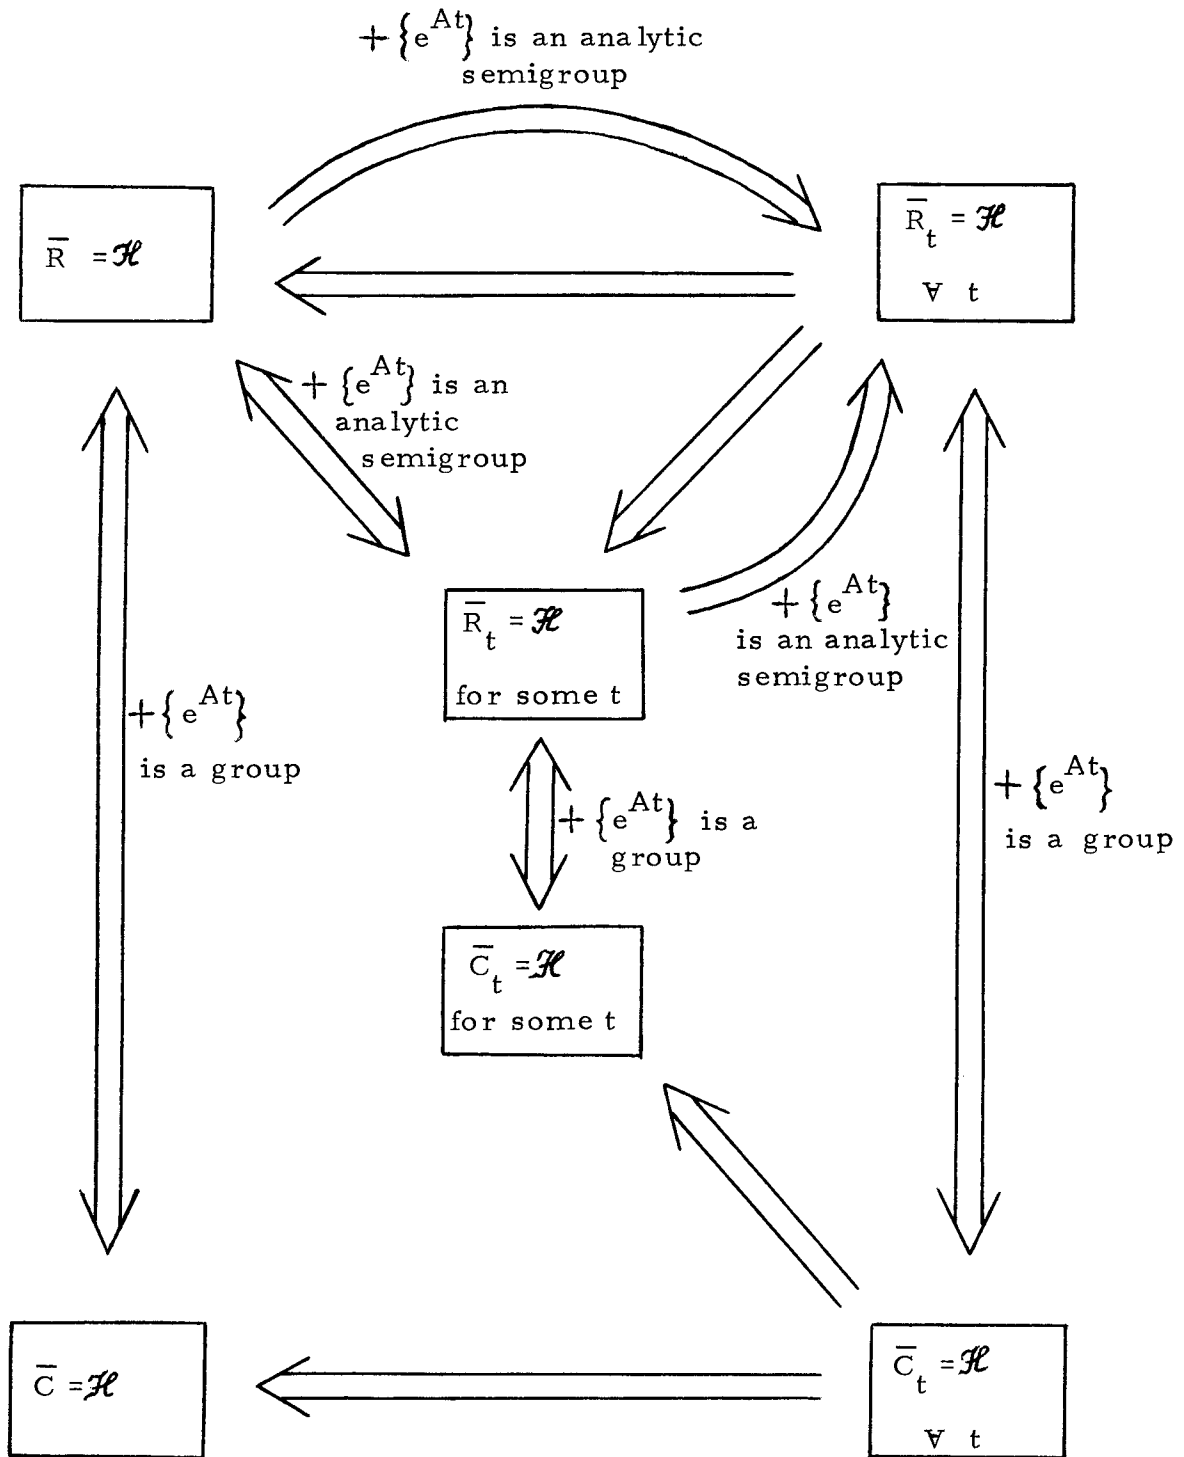 + {e^{At}} is an analytic
semigroup
R̄ = ℋ
R̄_t = ℋ
∀ t
+ {e^{At}} is an
analytic
semigroup
R̄_t = ℋ
for some t
+ {e^{At}}
is an analytic
semigroup
+ {e^{At}}
is a group
+ {e^{At}} is a
group
+ {e^{At}}
is a group
C̄_t = ℋ
for some t
C̄ = ℋ
C̄_t = ℋ
∀ t